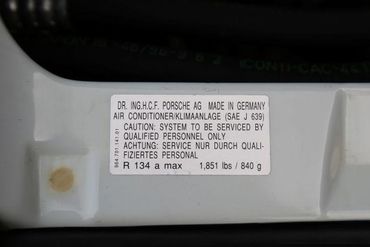 DR. ING.H.C.F. PORSCHE AG MADE IN GERMANY
AIR CONDITIONER/KLIMAANLAGE (SAE J 639)
CAUTION: SYSTEM TO BE SERVICED BY
QUALIFIED PERSONNEL ONLY
ACHTUNG: SERVICE NUR DURCH QUALI-
FIZIERTES PERSONAL
R 134 a max 1,851 lbs / 840 g